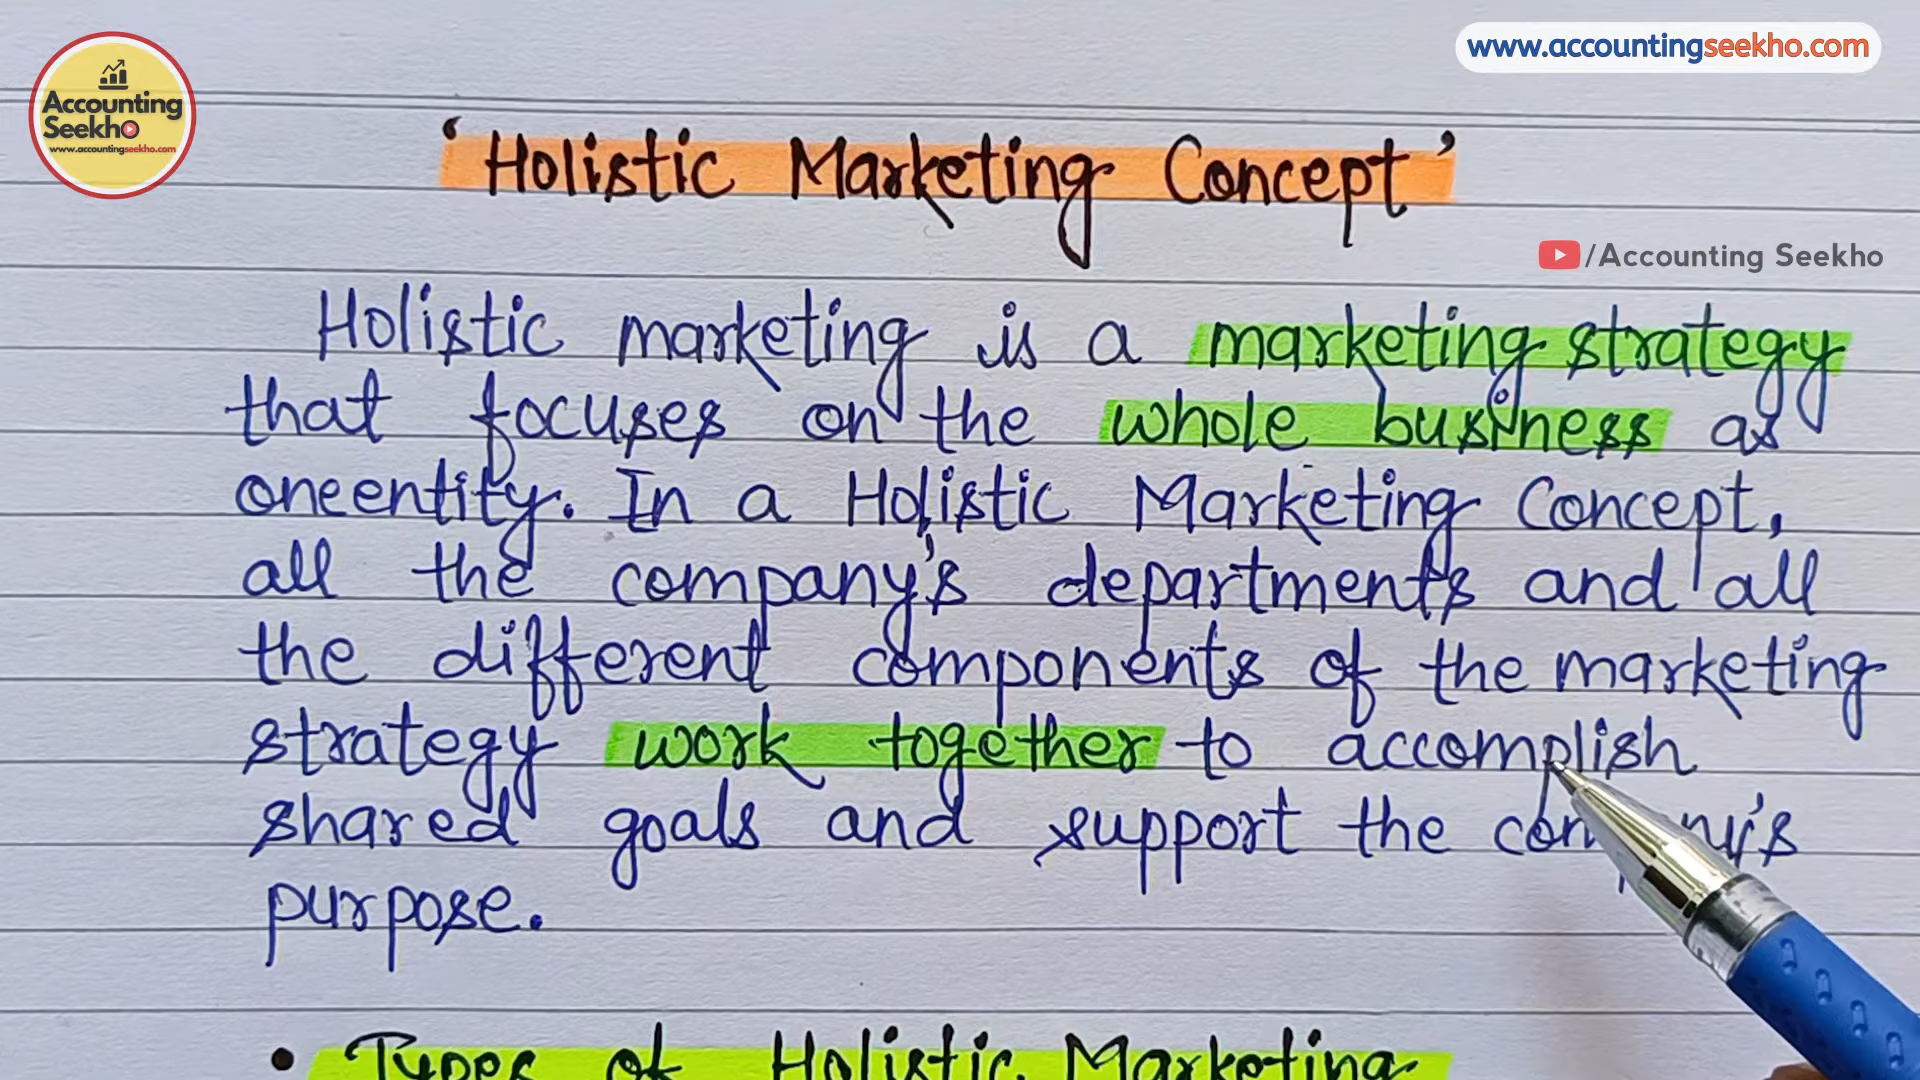 Accounting
Seekho
www.accountingseekho.com
www.accountingseekho.com
'Holistic Marketing Concept'
/Accounting Seekho
Holistic marketing is a marketing strategy
that focuses on the whole business as
oneentity. In a Holistic Marketing Concept,
all the company's departments and all
the different components of the marketing
strategy work together to accomplish
shared goals and support the company's
purpose.
• Types of Holistic Marketing